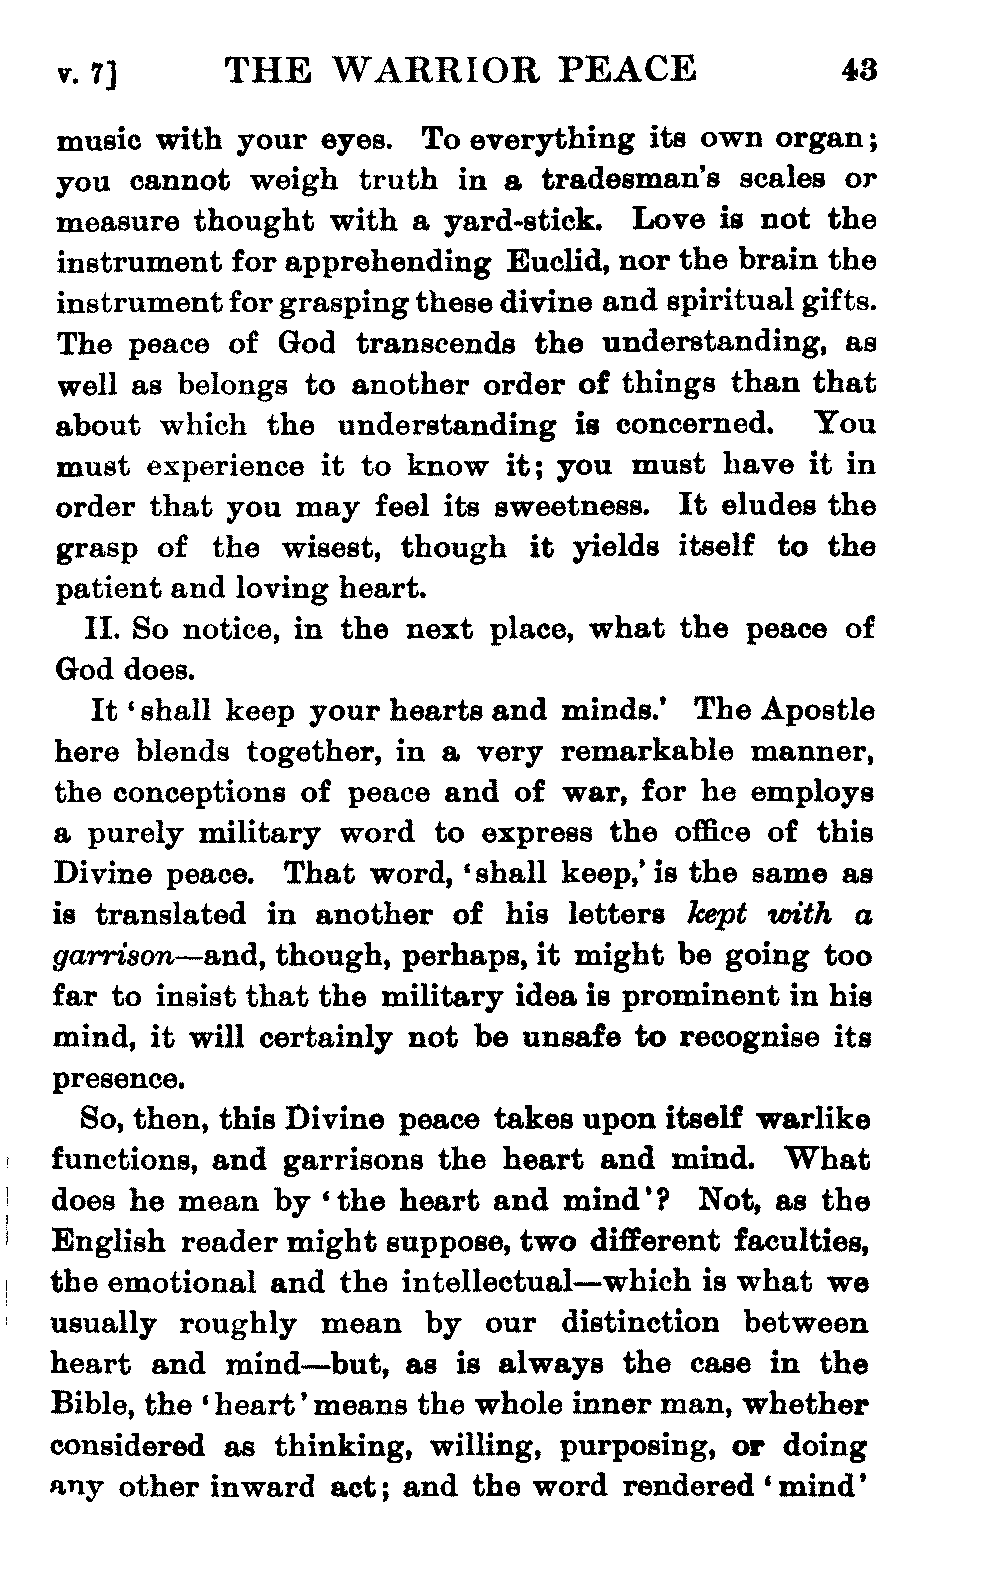 v. 7] THE WARRIOR PEACE 43
music with your eyes. To everything its own organ;
you cannot weigh truth in a tradesman's scales or
measure thought with a yard-stick. Love is not the
instrument for apprehending Euclid, nor the brain the
instrument for grasping these divine and spiritual gifts.
The peace of God transcends the understanding, as
well as belongs to another order of things than that
about which the understanding is concerned. You
must experience it to know it; you must have it in
order that you may feel its sweetness. It eludes the
grasp of the wisest, though it yields itself to the
patient and loving heart.
II. So notice, in the next place, what the peace of
God does.
It 'shall keep your hearts and minds.' The Apostle
here blends together, in a very remarkable manner,
the conceptions of peace and of war, for he employs
a purely military word to express the office of this
Divine peace. That word, 'shall keep,' is the same as
is translated in another of his letters kept with a
garrison—and, though, perhaps, it might be going too
far to insist that the military idea is prominent in his
mind, it will certainly not be unsafe to recognise its
presence.
So, then, this Divine peace takes upon itself warlike
functions, and garrisons the heart and mind. What
does he mean by 'the heart and mind'? Not, as the
English reader might suppose, two different faculties,
the emotional and the intellectual—which is what we
usually roughly mean by our distinction between
heart and mind—but, as is always the case in the
Bible, the 'heart' means the whole inner man, whether
considered as thinking, willing, purposing, or doing
any other inward act; and the word rendered 'mind'